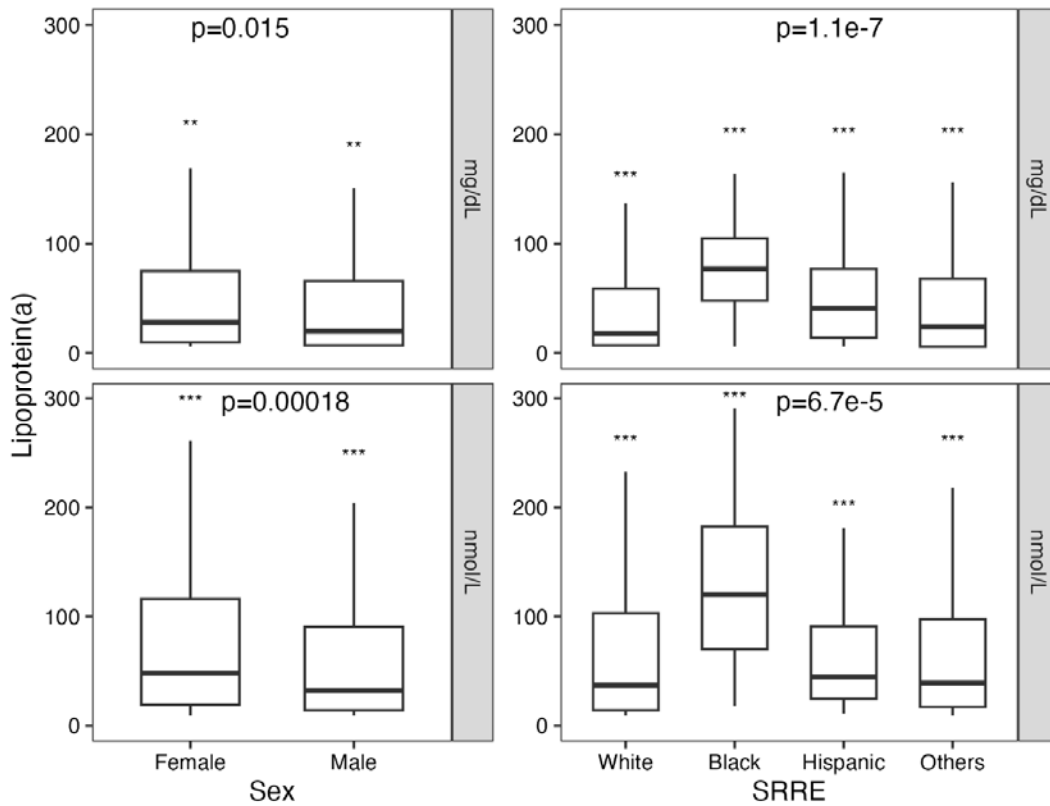 Lipoprotein(a)
300
200
100
0
p=0.015
**
**
mg/dL
p=1.1e-7
***
***
***
***
mg/dL
300
200
100
0
***
p=0.00018
***
nmol/L
***
p=6.7e-5
***
***
***
nmol/L
Female Male
Sex
White Black Hispanic Others
SRRE